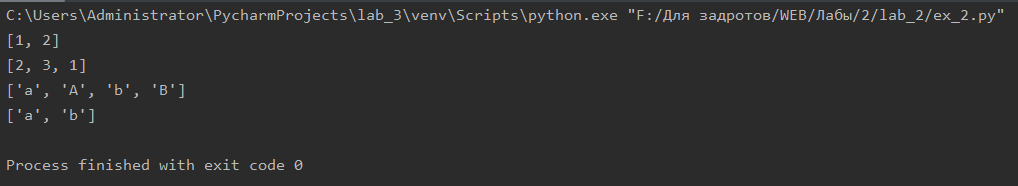 C:\Users\Administrator\PycharmProjects\lab_3\venv\Scripts\python.exe "F:/Для задротов/WEB/Лабы/2/lab_2/ex_2.py"
[1, 2]
[2, 3, 1]
['a', 'A', 'b', 'B']
['a', 'b']
Process finished with exit code 0